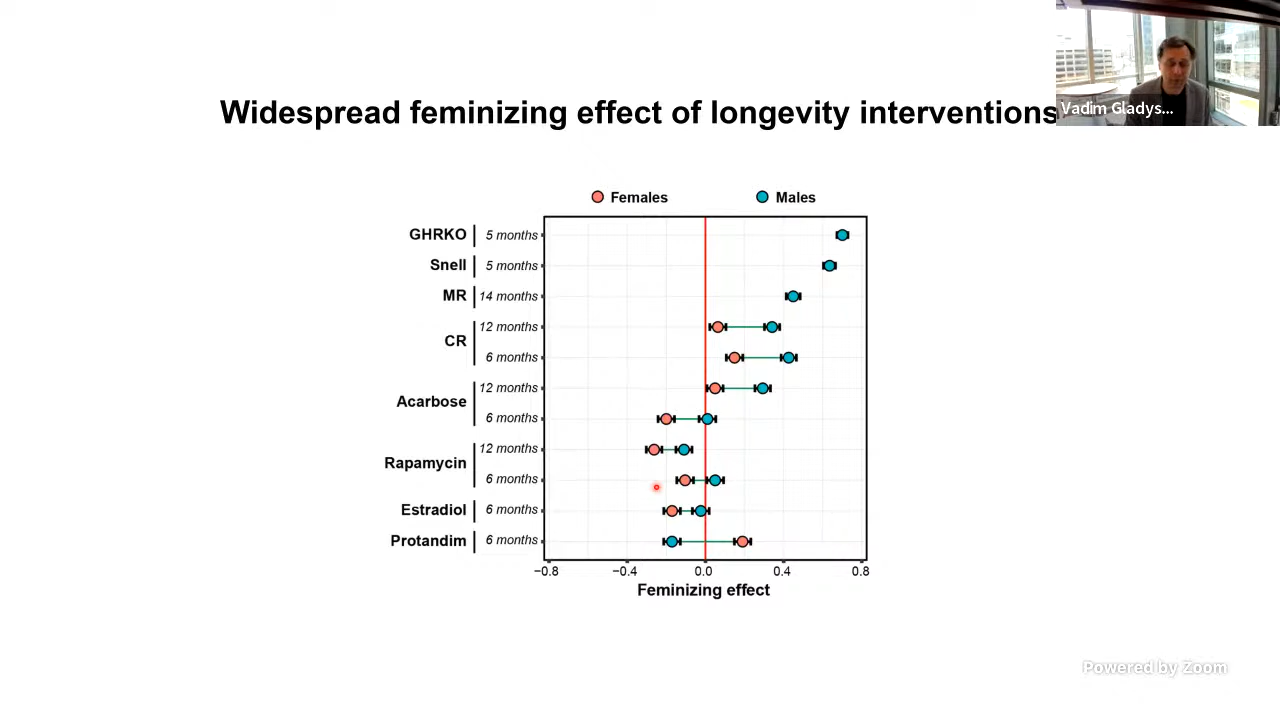 Vadim Gladys...
Widespread feminizing effect of longevity interventions
Females Males
GHRKO 5 months
Snell 5 months
MR 14 months
CR 12 months
6 months
Acarbose 12 months
6 months
Rapamycin 12 months
6 months
Estradiol 6 months
Protandim 6 months
−0.8 −0.4 0.0 0.4 0.8
Feminizing effect
Powered by Zoom